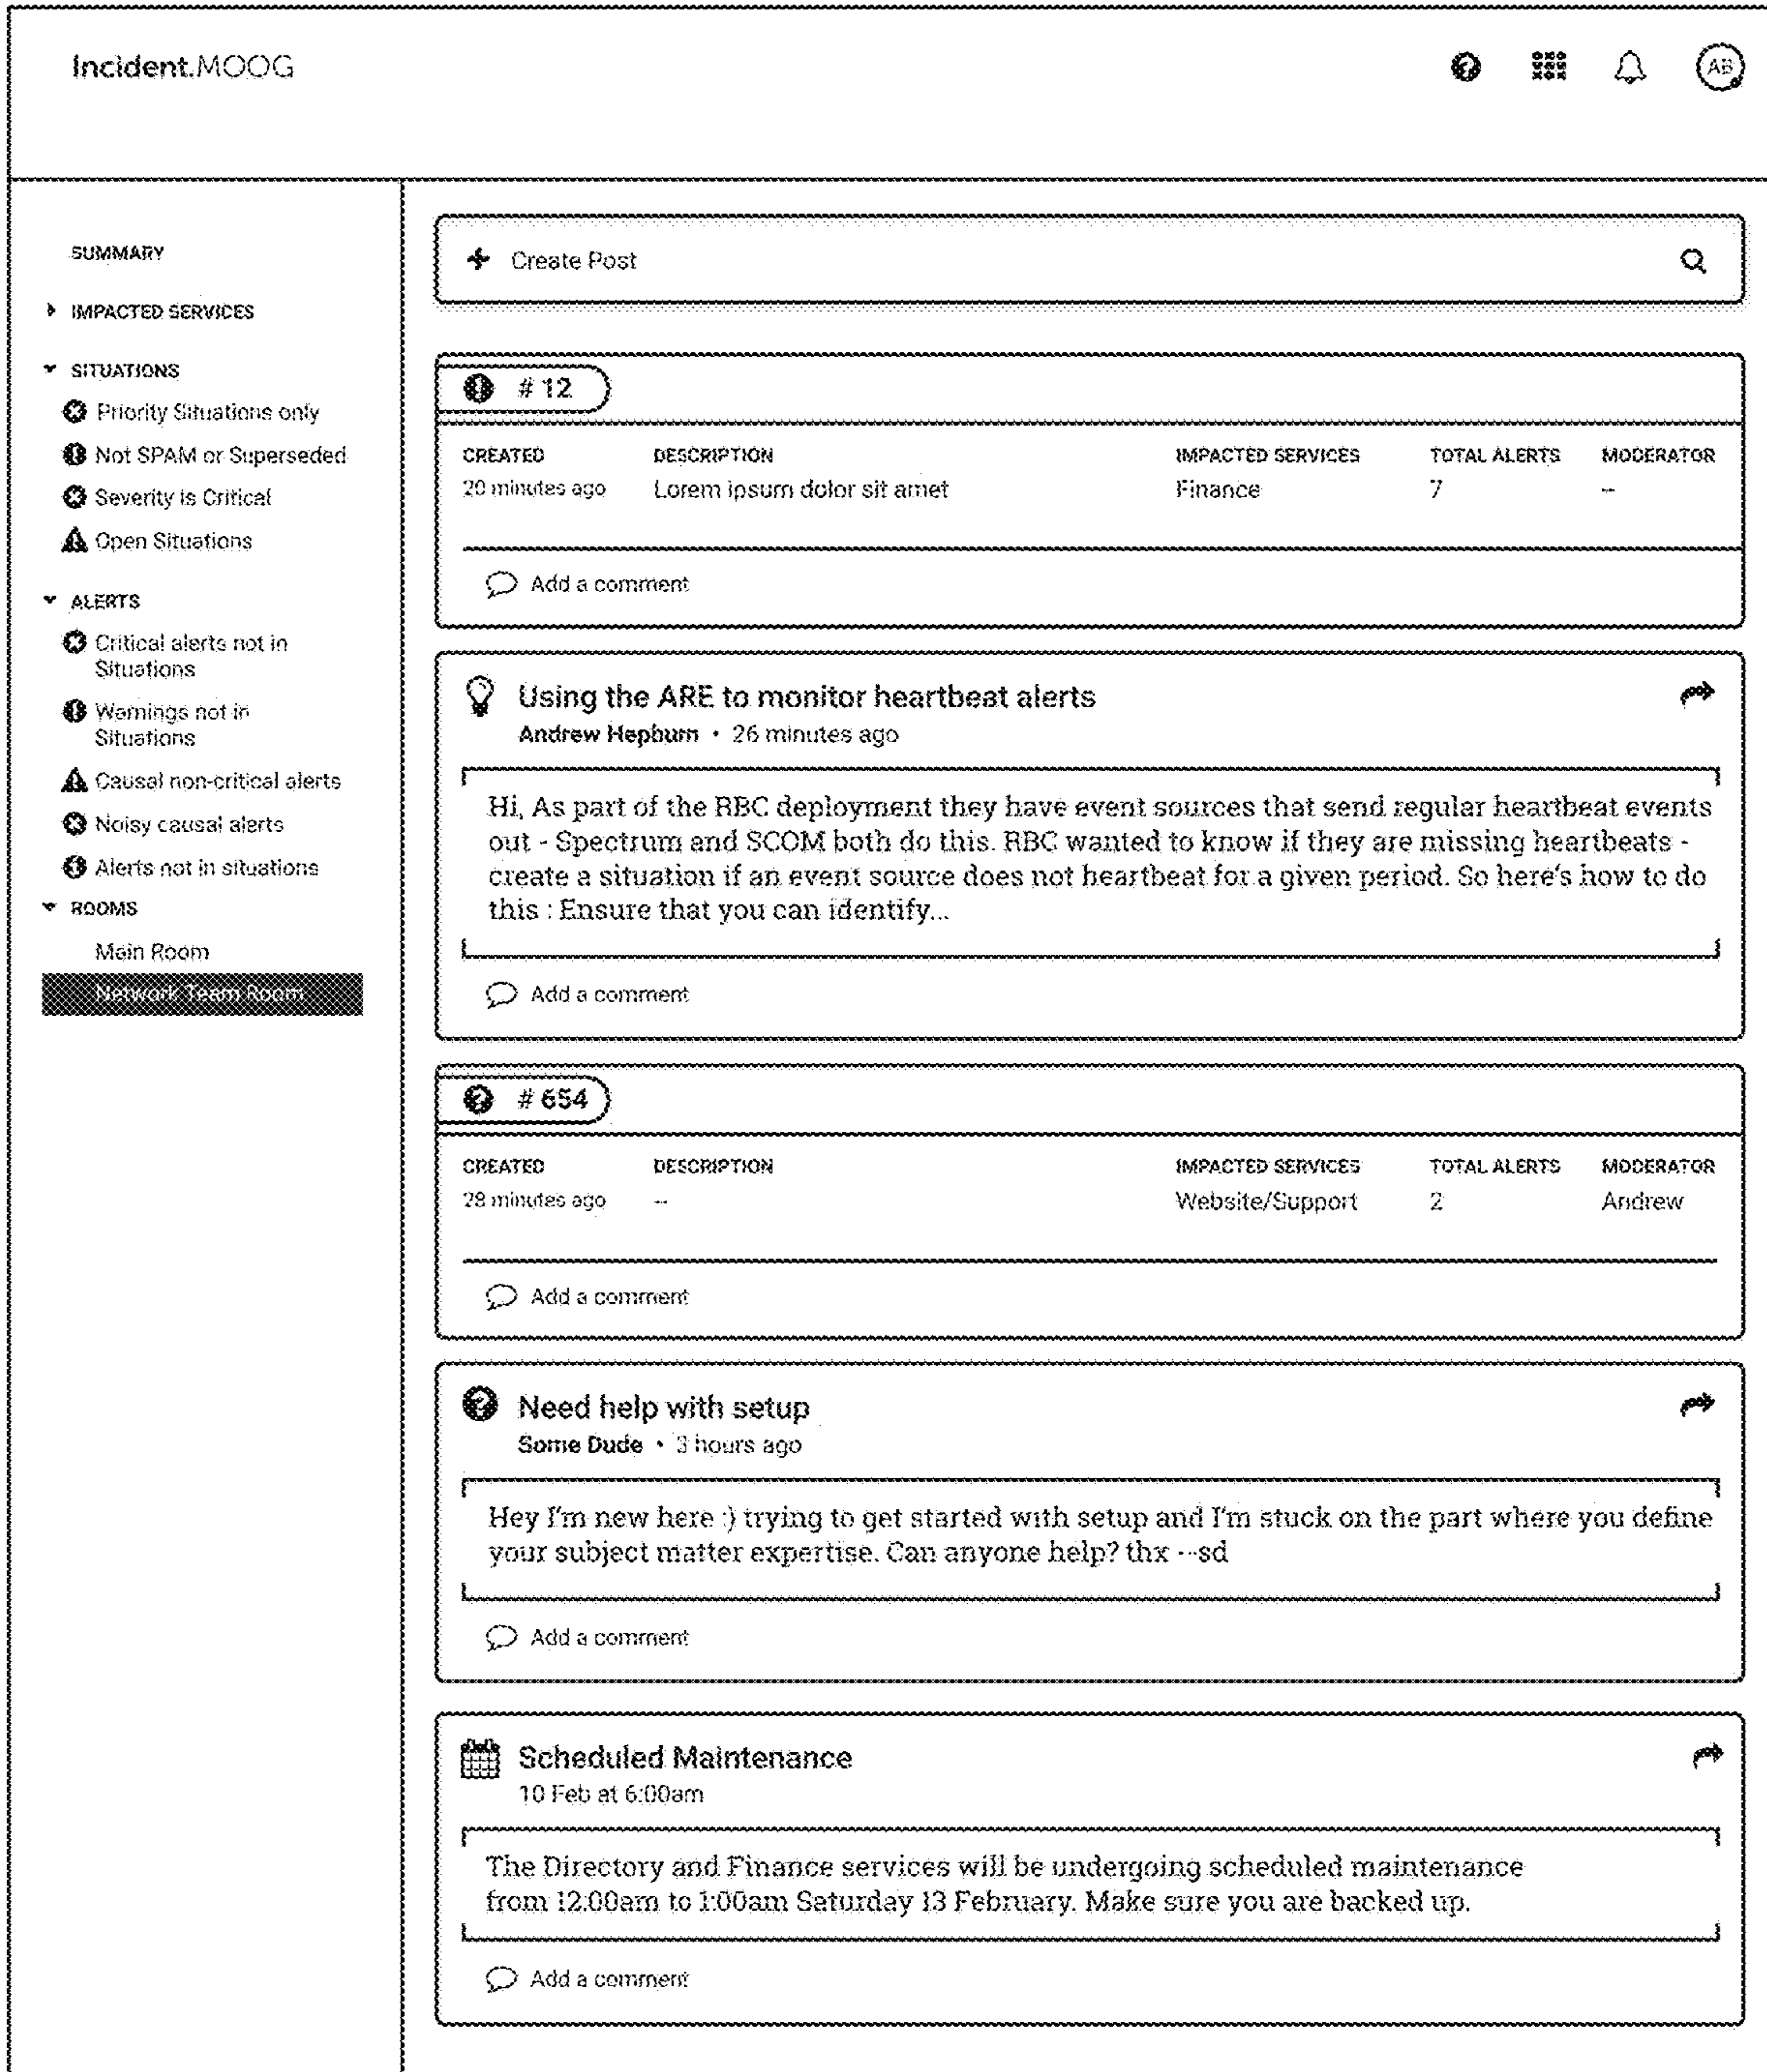 Incident.MOOG
AB
SUMMARY
IMPACTED SERVICES
SITUATIONS
Priority Situations only
Not SPAM or Superseded
Severity is Critical
Open Situations
ALERTS
Critical alerts not in
Situations
Warnings not in
Situations
Causal non-critical alerts
Noisy causal alerts
Alerts not in situations
ROOMS
Main Room
Network Team Room
Create Post
# 12
CREATED DESCRIPTION IMPACTED SERVICES TOTAL ALERTS MODERATOR
20 minutes ago Lorem ipsum dolor sit amet Finance 7 --
Add a comment
Using the ARE to monitor heartbeat alerts
Andrew Hepburn • 26 minutes ago
Hi, As part of the RBC deployment they have event sources that send regular heartbeat events
out - Spectrum and SCOM both do this. RBC wanted to know if they are missing heartbeats -
create a situation if an event source does not heartbeat for a given period. So here's how to do
this : Ensure that you can identify...
Add a comment
# 654
CREATED DESCRIPTION IMPACTED SERVICES TOTAL ALERTS MODERATOR
28 minutes ago -- Website/Support 2 Andrew
Add a comment
Need help with setup
Some Dude • 3 hours ago
Hey I'm new here :) trying to get started with setup and I'm stuck on the part where you define
your subject matter expertise. Can anyone help? thx --sd
Add a comment
Scheduled Maintenance
10 Feb at 6:00am
The Directory and Finance services will be undergoing scheduled maintenance
from 12:00am to 1:00am Saturday 13 February. Make sure you are backed up.
Add a comment